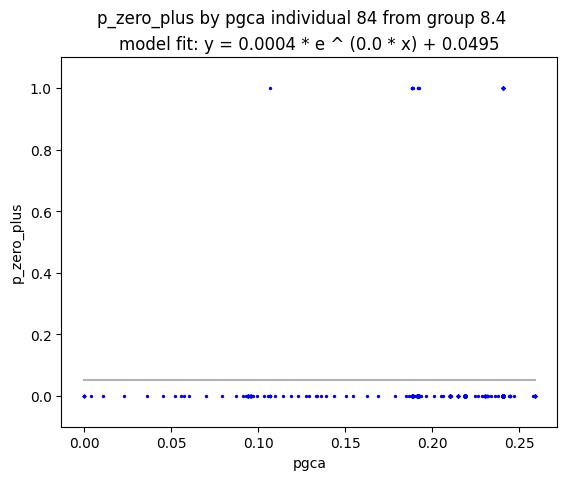 p_zero_plus by pgca individual 84 from group 8.4
model fit: y = 0.0004 * e ^ (0.0 * x) + 0.0495
1.0
0.8
0.6
0.4
0.2
0.0
p_zero_plus
0.00 0.05 0.10 0.15 0.20 0.25
pgca